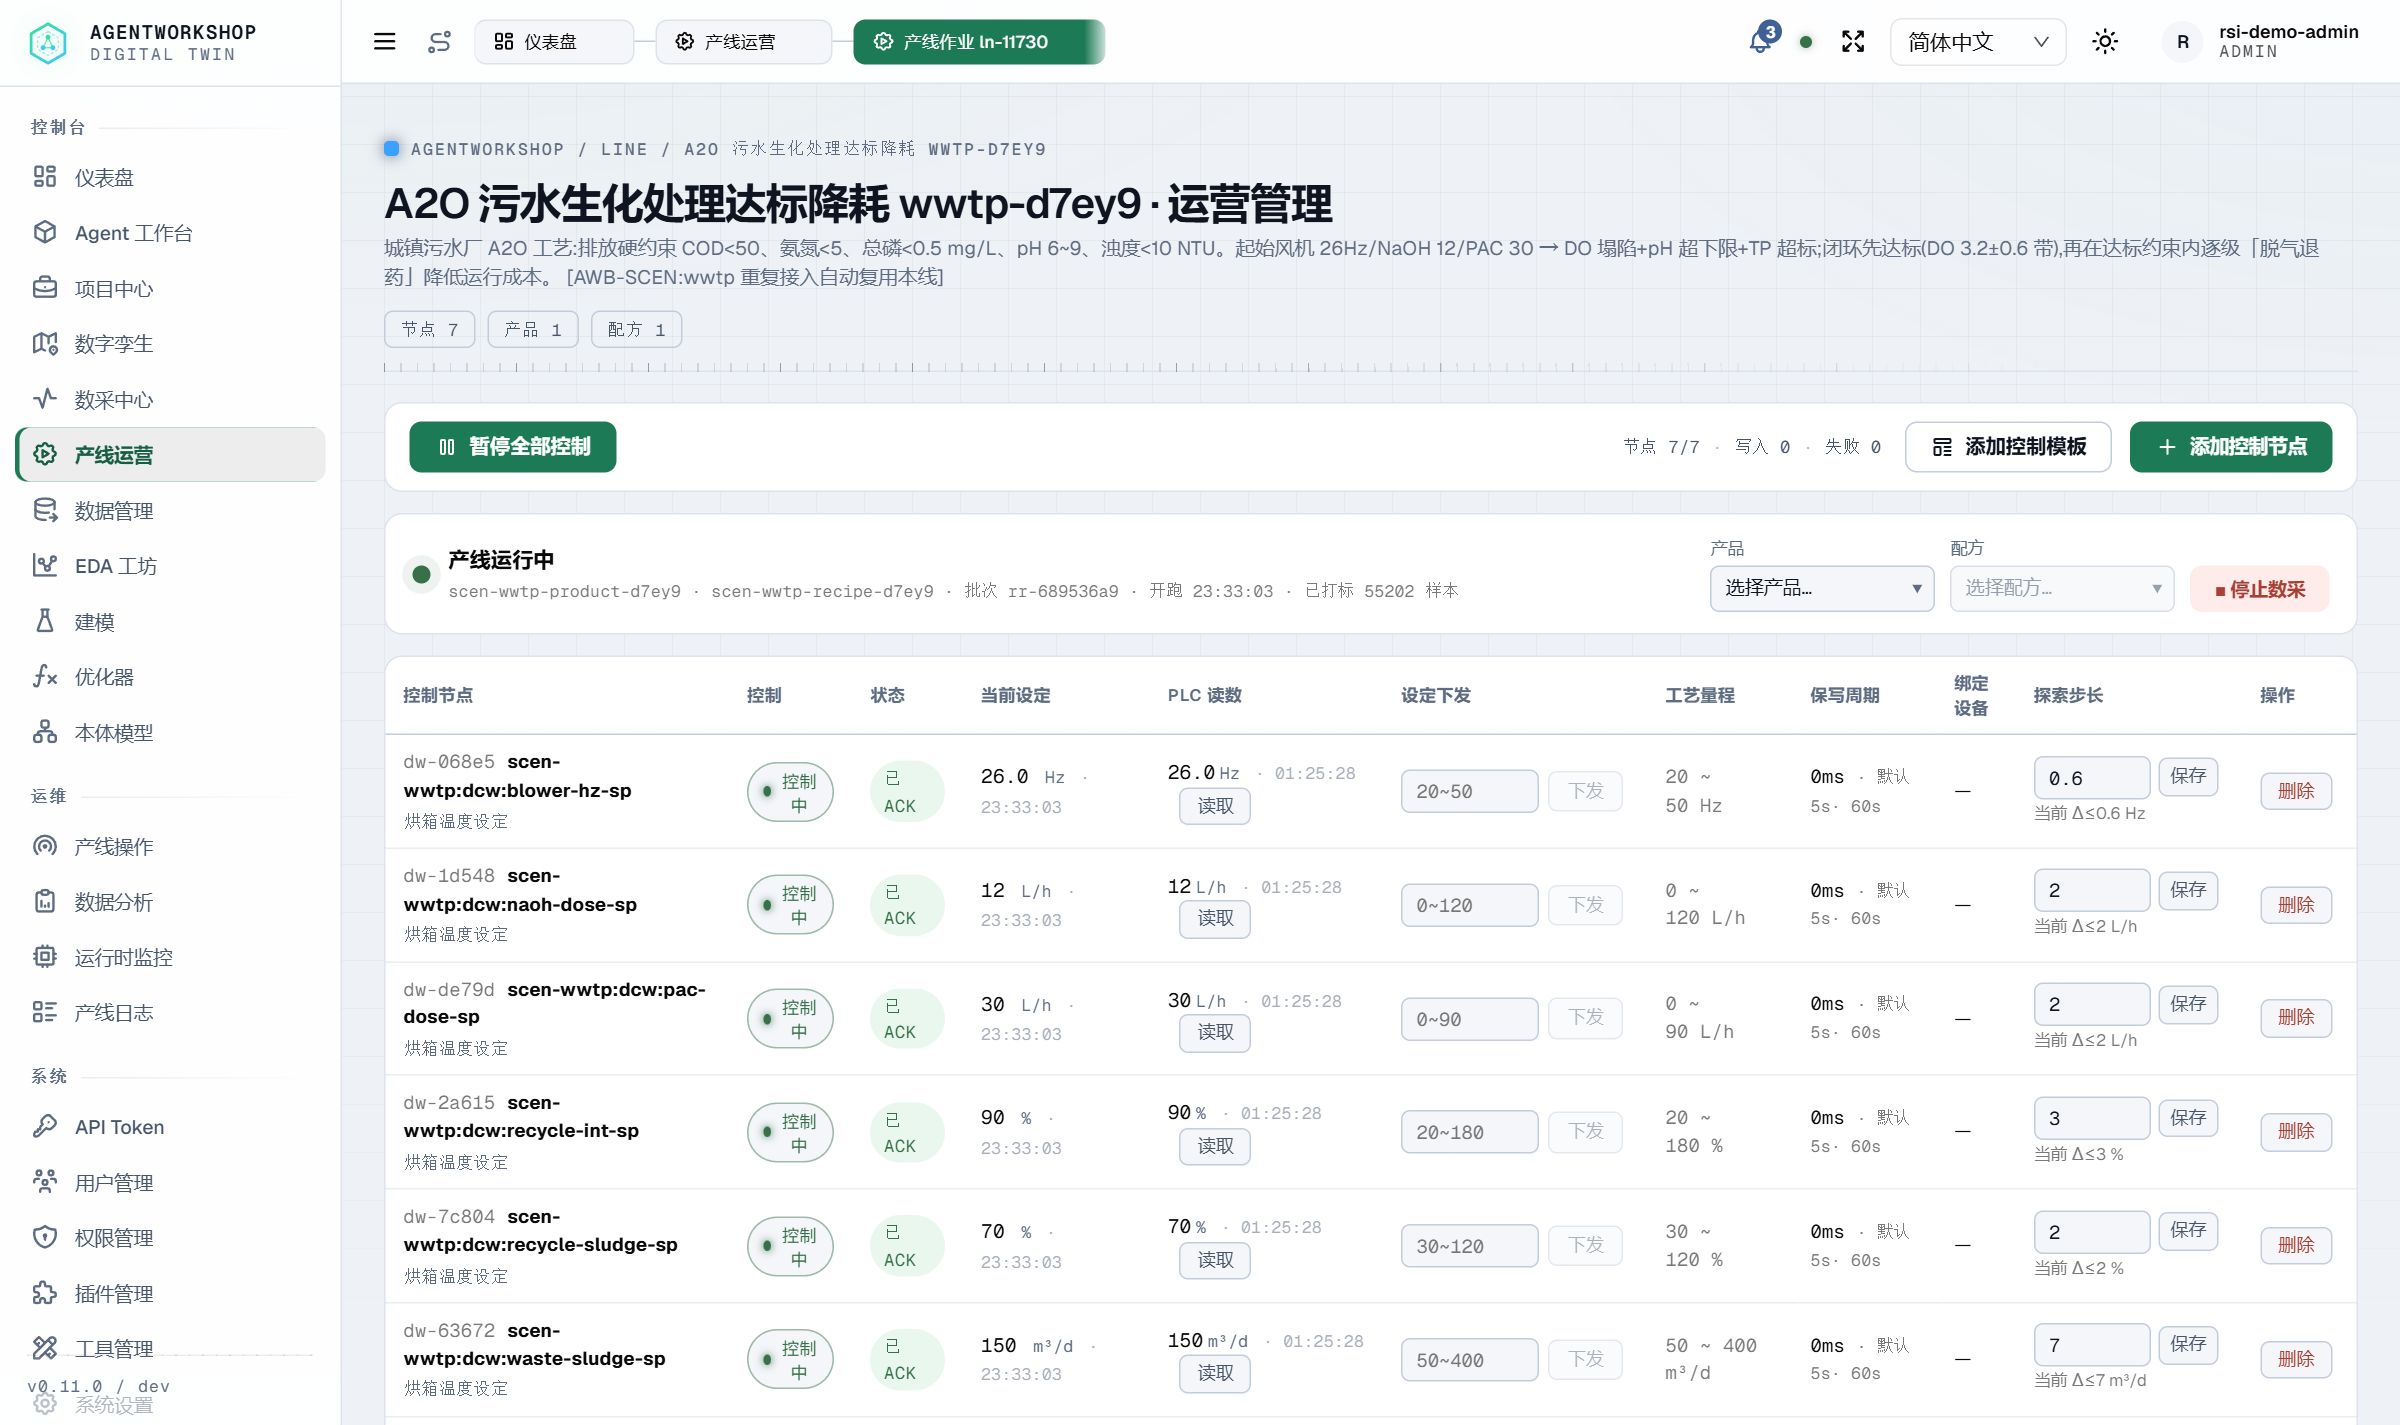 AGENTWORKSHOP
DIGITAL TWIN
仪表盘
产线运营
产线作业 ln-11730
3
简体中文
R
rsi-demo-admin
ADMIN
控制台
仪表盘
Agent 工作台
项目中心
数字孪生
数采中心
产线运营
数据管理
EDA 工坊
建模
优化器
本体模型
运维
产线操作
数据分析
运行时监控
产线日志
系统
API Token
用户管理
权限管理
插件管理
工具管理
v0.11.0 / dev
系统设置
AGENTWORKSHOP / LINE / A2O 污水生化处理达标降耗 WWTP-D7EY9
A2O 污水生化处理达标降耗 wwtp-d7ey9 · 运营管理
城镇污水厂 A2O 工艺:排放硬约束 COD<50、氨氮<5、总磷<0.5 mg/L、pH 6~9、浊度<10 NTU。起始风机 26Hz/NaOH 12/PAC 30 → DO 塌陷+pH 超下限+TP 超标;闭环先达标(DO 3.2±0.6 带),再在达标约束内逐级「脱气退
药」降低运行成本。 [AWB-SCEN:wwtp 重复接入自动复用本线]
节点 7
产品 1
配方 1
暂停全部控制
节点 7/7 · 写入 0 · 失败 0
添加控制模板
+ 添加控制节点
产线运行中
scen-wwtp-product-d7ey9 · scen-wwtp-recipe-d7ey9 · 批次 rr-689536a9 · 开跑 23:33:03 · 已打标 55202 样本
产品
选择产品...
配方
选择配方...
■ 停止数采
控制节点
控制
状态
当前设定
PLC 读数
设定下发
工艺量程
保写周期
绑定
设备
探索步长
操作
dw-068e5 scen-
wwtp:dcw:blower-hz-sp
烘箱温度设定
控制
中
已
ACK
26.0 Hz ·
23:33:03
26.0 Hz · 01:25:28
读取
20~50
下发
20 ~
50 Hz
0ms · 默认
5s· 60s
—
0.6
保存
当前 Δ≤0.6 Hz
删除
dw-1d548 scen-
wwtp:dcw:naoh-dose-sp
烘箱温度设定
控制
中
已
ACK
12 L/h ·
23:33:03
12 L/h · 01:25:28
读取
0~120
下发
0 ~
120 L/h
0ms · 默认
5s· 60s
—
2
保存
当前 Δ≤2 L/h
删除
dw-de79d scen-wwtp:dcw:pac-
dose-sp
烘箱温度设定
控制
中
已
ACK
30 L/h ·
23:33:03
30 L/h · 01:25:28
读取
0~90
下发
0 ~
90 L/h
0ms · 默认
5s· 60s
—
2
保存
当前 Δ≤2 L/h
删除
dw-2a615 scen-
wwtp:dcw:recycle-int-sp
烘箱温度设定
控制
中
已
ACK
90 % ·
23:33:03
90 % · 01:25:28
读取
20~180
下发
20 ~
180 %
0ms · 默认
5s· 60s
—
3
保存
当前 Δ≤3 %
删除
dw-7c804 scen-
wwtp:dcw:recycle-sludge-sp
烘箱温度设定
控制
中
已
ACK
70 % ·
23:33:03
70 % · 01:25:28
读取
30~120
下发
30 ~
120 %
0ms · 默认
5s· 60s
—
2
保存
当前 Δ≤2 %
删除
dw-63672 scen-
wwtp:dcw:waste-sludge-sp
烘箱温度设定
控制
中
已
ACK
150 m³/d ·
23:33:03
150 m³/d · 01:25:28
读取
50~400
下发
50 ~ 400
m³/d
0ms · 默认
5s· 60s
—
7
保存
当前 Δ≤7 m³/d
删除